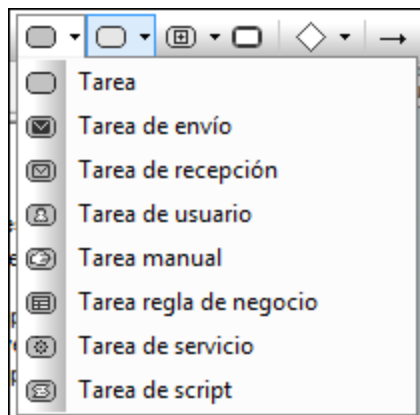 Tarea
Tarea de envío
Tarea de recepción
Tarea de usuario
Tarea manual
Tarea regla de negocio
Tarea de servicio
Tarea de script